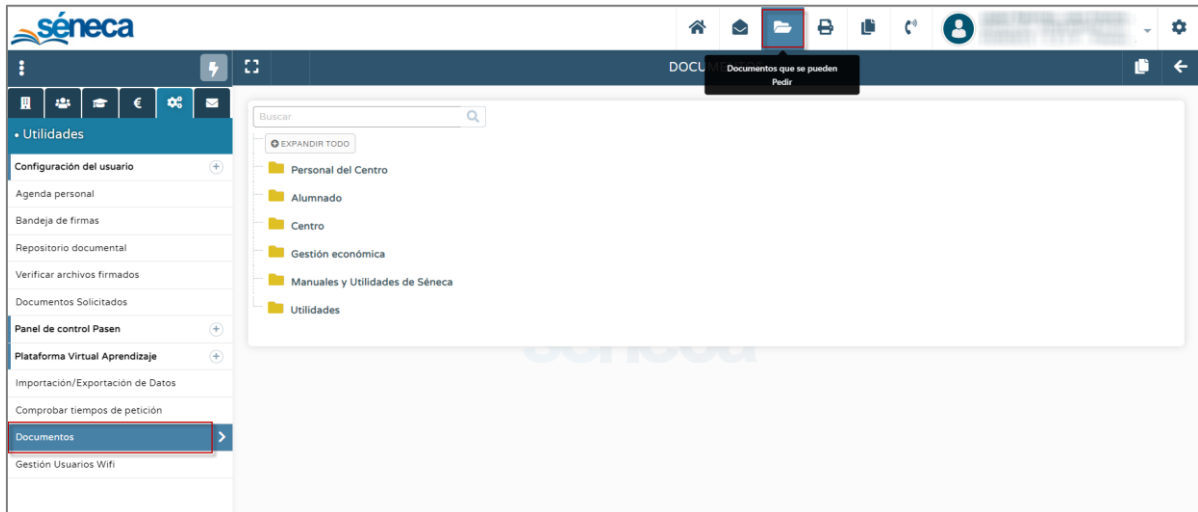 séneca
DOCUM
Documentos que se pueden
Pedir
€
• Utilidades
Configuración del usuario
Agenda personal
Bandeja de firmas
Repositorio documental
Verificar archivos firmados
Documentos Solicitados
Panel de control Pasen
Plataforma Virtual Aprendizaje
Importación/Exportación de Datos
Comprobar tiempos de petición
Documentos
Gestión Usuarios Wifi
Buscar
EXPANDIR TODO
Personal del Centro
Alumnado
Centro
Gestión económica
Manuales y Utilidades de Séneca
Utilidades
séneca